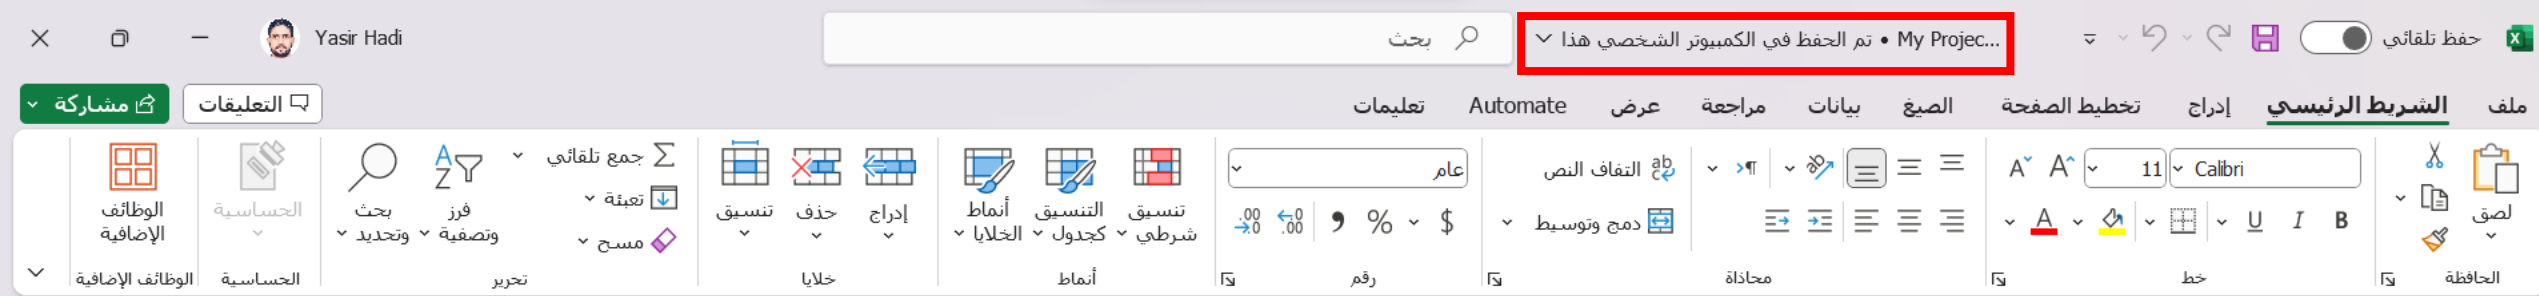 حفظ تلقائي
My Projec... • تم الحفظ في الكمبيوتر الشخصي هذا
بحث
Yasir Hadi
ملف
الشريط الرئيسي
إدراج
تخطيط الصفحة
الصيغ
بيانات
مراجعة
عرض
Automate
تعليمات
التعليقات
مشاركة
لصق
الحافظة
Calibri
11
B I U
خط
التفاف النص
دمج وتوسيط
محاذاة
عام
$ %
رقم
تنسيق شرطي
التنسيق كجدول
أنماط الخلايا
أنماط
إدراج
حذف
تنسيق
خلايا
جمع تلقائي
تعبئة
مسح
فرز وتصفية
بحث وتحديد
تحرير
الحساسية
الحساسية
الوظائف الإضافية
الوظائف الإضافية